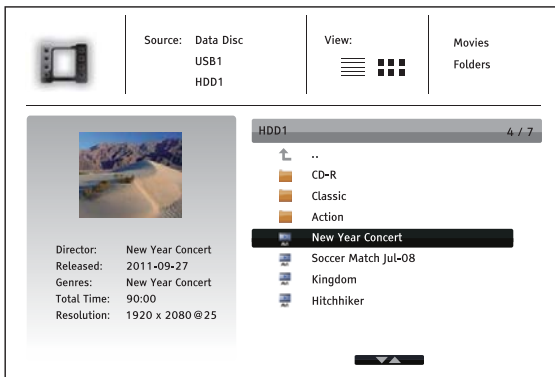 Source: Data Disc
USB1
HDD1
View:
Movies
Folders
HDD1 4 / 7
..
CD-R
Classic
Action
New Year Concert
Soccer Match Jul-08
Kingdom
Hitchhiker
Director: New Year Concert
Released: 2011-09-27
Genres: New Year Concert
Total Time: 90:00
Resolution: 1920 x 2080@25